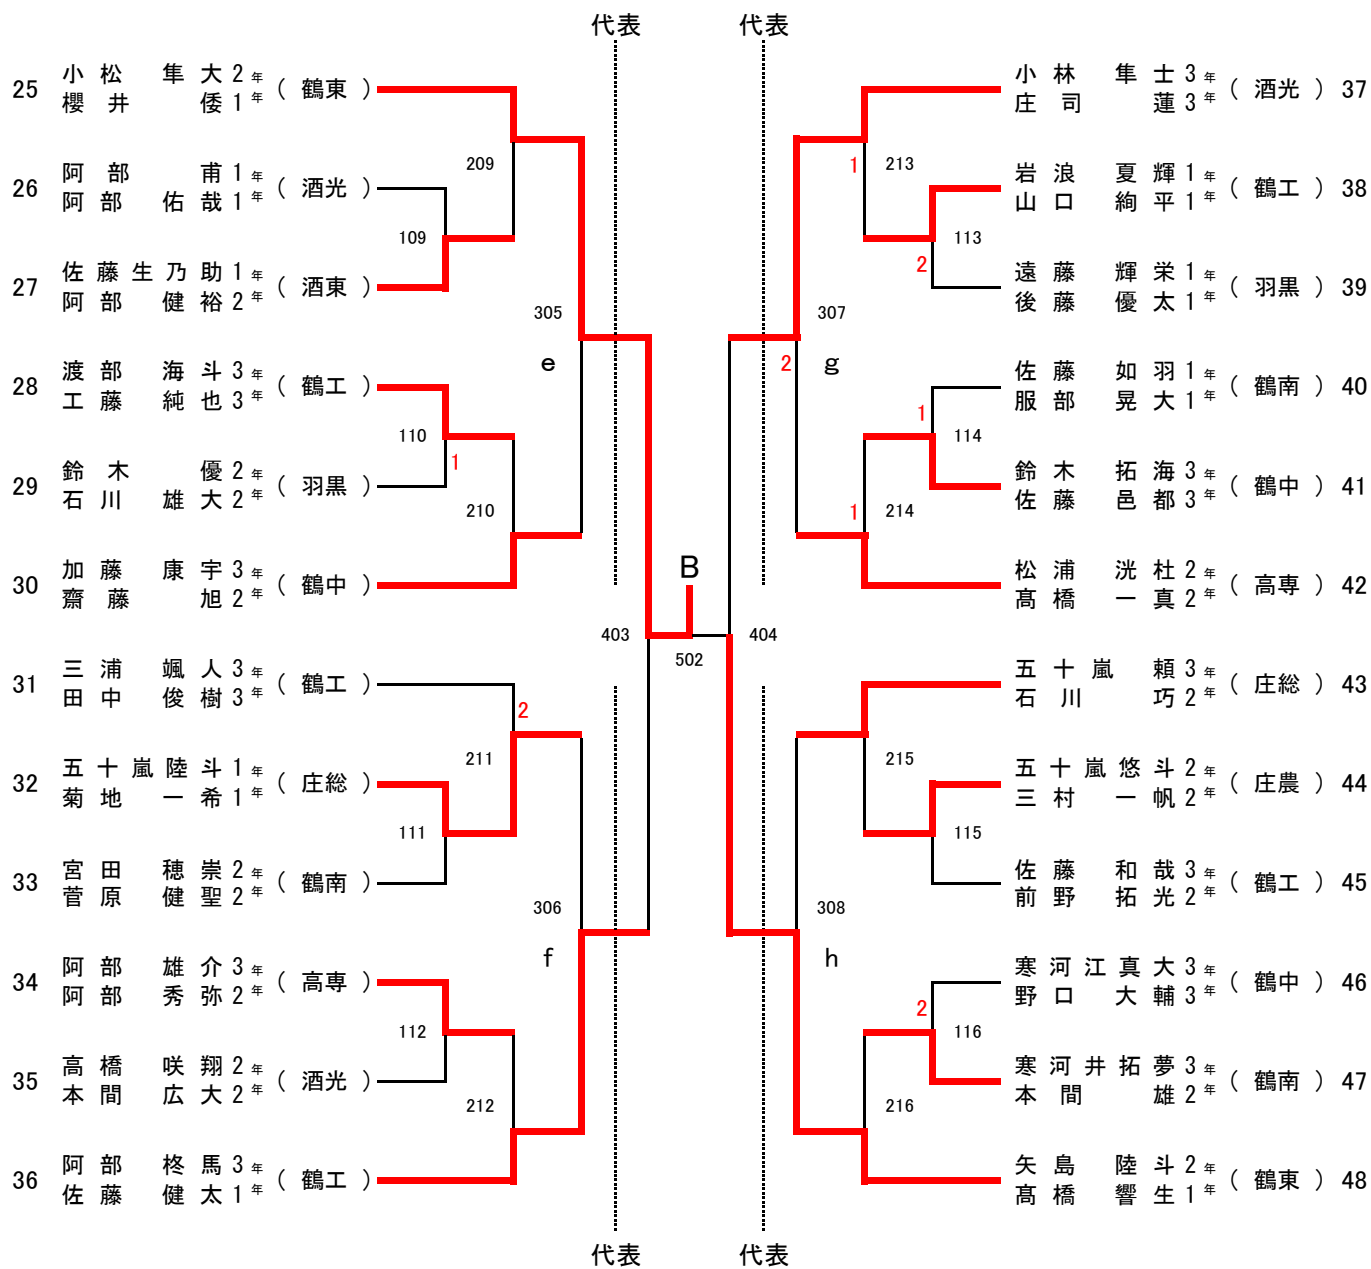 代表 代表
25 小松 隼大 2年 ( 鶴東 )
櫻井 倭 1年
26 阿部 甫 1年 ( 酒光 )
阿部 佑哉 1年
27 佐藤生乃助 1年 ( 酒東 )
阿部 健裕 2年
28 渡部 海斗 3年 ( 鶴工 )
工藤 純也 3年
29 鈴木 優 2年 ( 羽黒 )
石川 雄大 2年
30 加藤 康宇 3年 ( 鶴中 )
齋藤 旭 2年
31 三浦 颯人 3年 ( 鶴工 )
田中 俊樹 3年
32 五十嵐陸斗 1年 ( 庄総 )
菊地 一希 1年
33 宮田 穂崇 2年 ( 鶴南 )
菅原 健聖 2年
34 阿部 雄介 3年 ( 高専 )
阿部 秀弥 2年
35 高橋 咲翔 2年 ( 酒光 )
本間 広大 2年
36 阿部 柊馬 3年 ( 鶴工 )
佐藤 健太 1年
209
109
305
e
110
1
210
2
211
111
306
f
112
212
403
B
502
404
1
213
113
2
307
2
g
1
114
1
214
215
115
308
h
2
116
216
小林 隼士 3年 ( 酒光 ) 37
庄司 蓮 3年
岩浪 夏輝 1年 ( 鶴工 ) 38
山口 絢平 1年
遠藤 輝栄 1年 ( 羽黒 ) 39
後藤 優太 1年
佐藤 如羽 1年 ( 鶴南 ) 40
服部 晃大 1年
鈴木 拓海 3年 ( 鶴中 ) 41
佐藤 邑都 3年
松浦 洸杜 2年 ( 高専 ) 42
髙橋 一真 2年
五十嵐 頼 3年 ( 庄総 ) 43
石川 巧 2年
五十嵐悠斗 2年 ( 庄農 ) 44
三村 一帆 2年
佐藤 和哉 3年 ( 鶴工 ) 45
前野 拓光 2年
寒河江真大 3年 ( 鶴中 ) 46
野口 大輔 3年
寒河井拓夢 3年 ( 鶴南 ) 47
本間 雄 2年
矢島 陸斗 2年 ( 鶴東 ) 48
髙橋 響生 1年
代表 代表